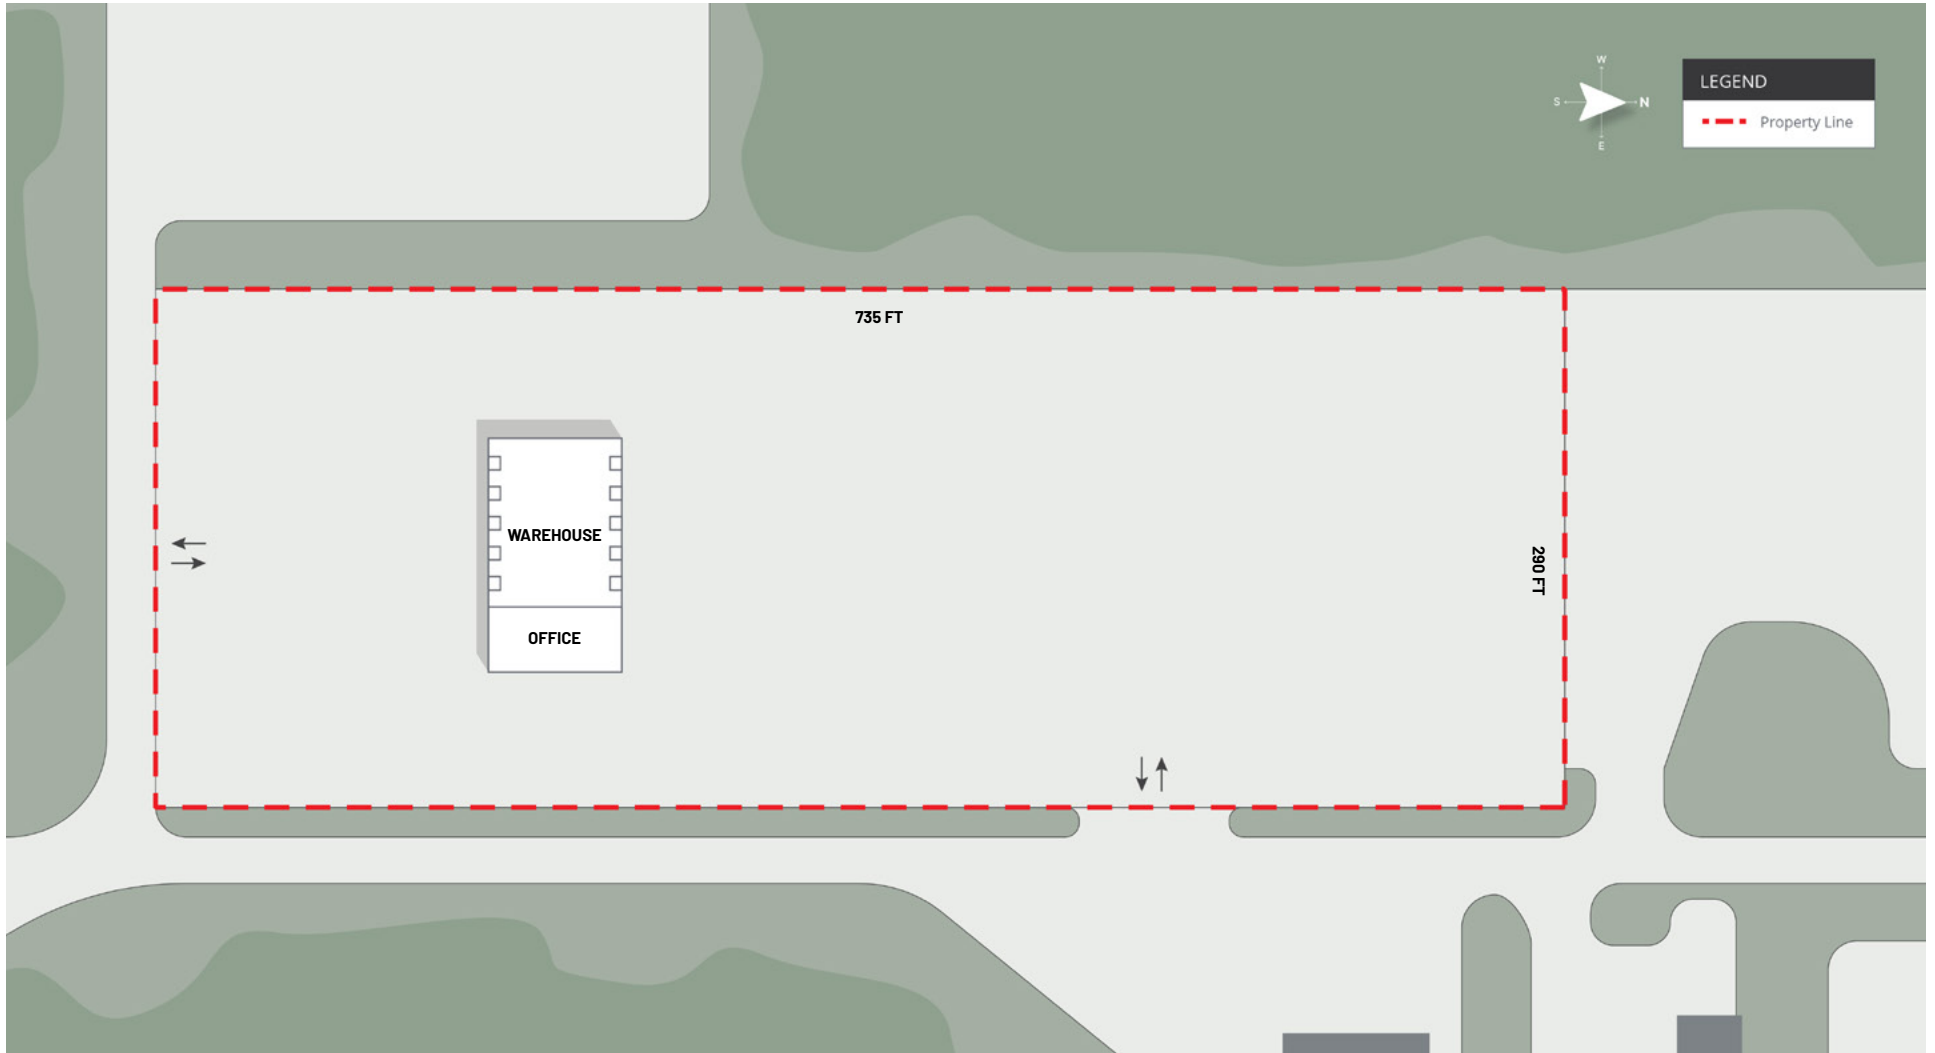 W
S
N
E
LEGEND
Property Line
735 FT
290 FT
WAREHOUSE
OFFICE